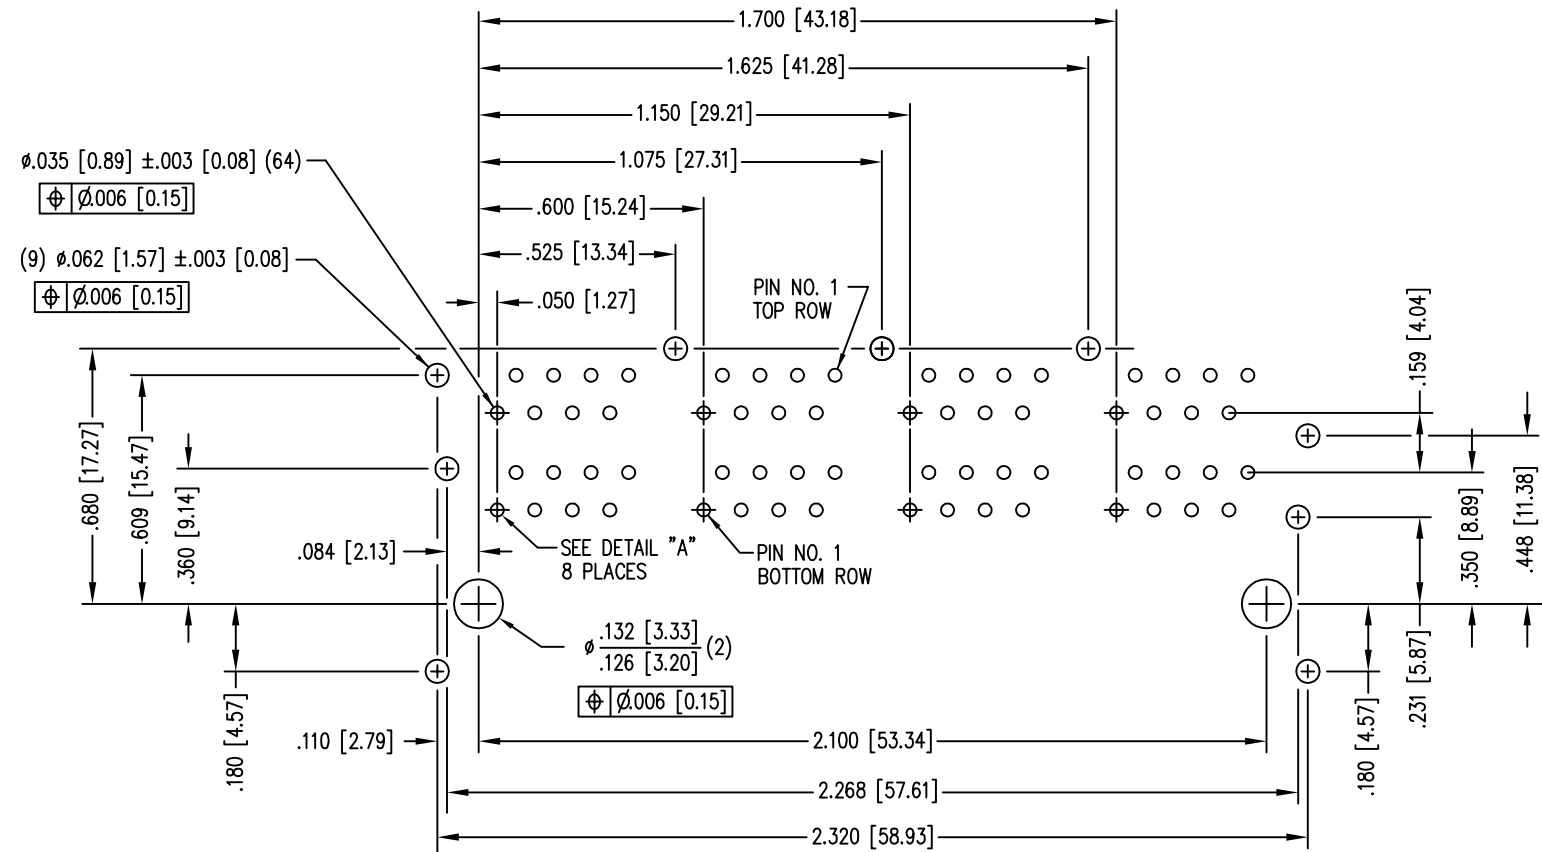 1.700 [43.18]
1.625 [41.28]
1.150 [29.21]
1.075 [27.31]
ø.035 [0.89] ±.003 [0.08] (64)
⌖ Ø.006 [0.15]
.600 [15.24]
(9) ø.062 [1.57] ±.003 [0.08]
.525 [13.34]
⌖ Ø.006 [0.15]
.050 [1.27]
PIN NO. 1
TOP ROW
.159 [4.04]
.680 [17.27]
.609 [15.47]
.360 [9.14]
.084 [2.13]
SEE DETAIL "A"
8 PLACES
PIN NO. 1
BOTTOM ROW
.350 [8.89]
.448 [11.38]
ø .132 [3.33]
.126 [3.20] (2)
⌖ Ø.006 [0.15]
.231 [5.87]
.180 [4.57]
.180 [4.57]
.110 [2.79]
2.100 [53.34]
2.268 [57.61]
2.320 [58.93]